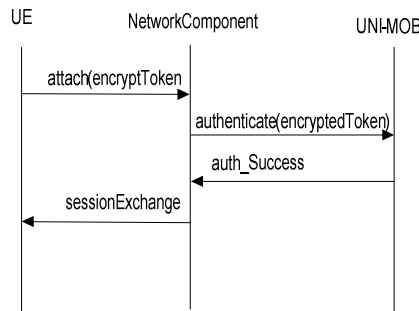 UE
NetworkComponent
UNI-MOB
attach(encryptToken
authenticate(encryptedToken)
auth_Success
sessionExchange